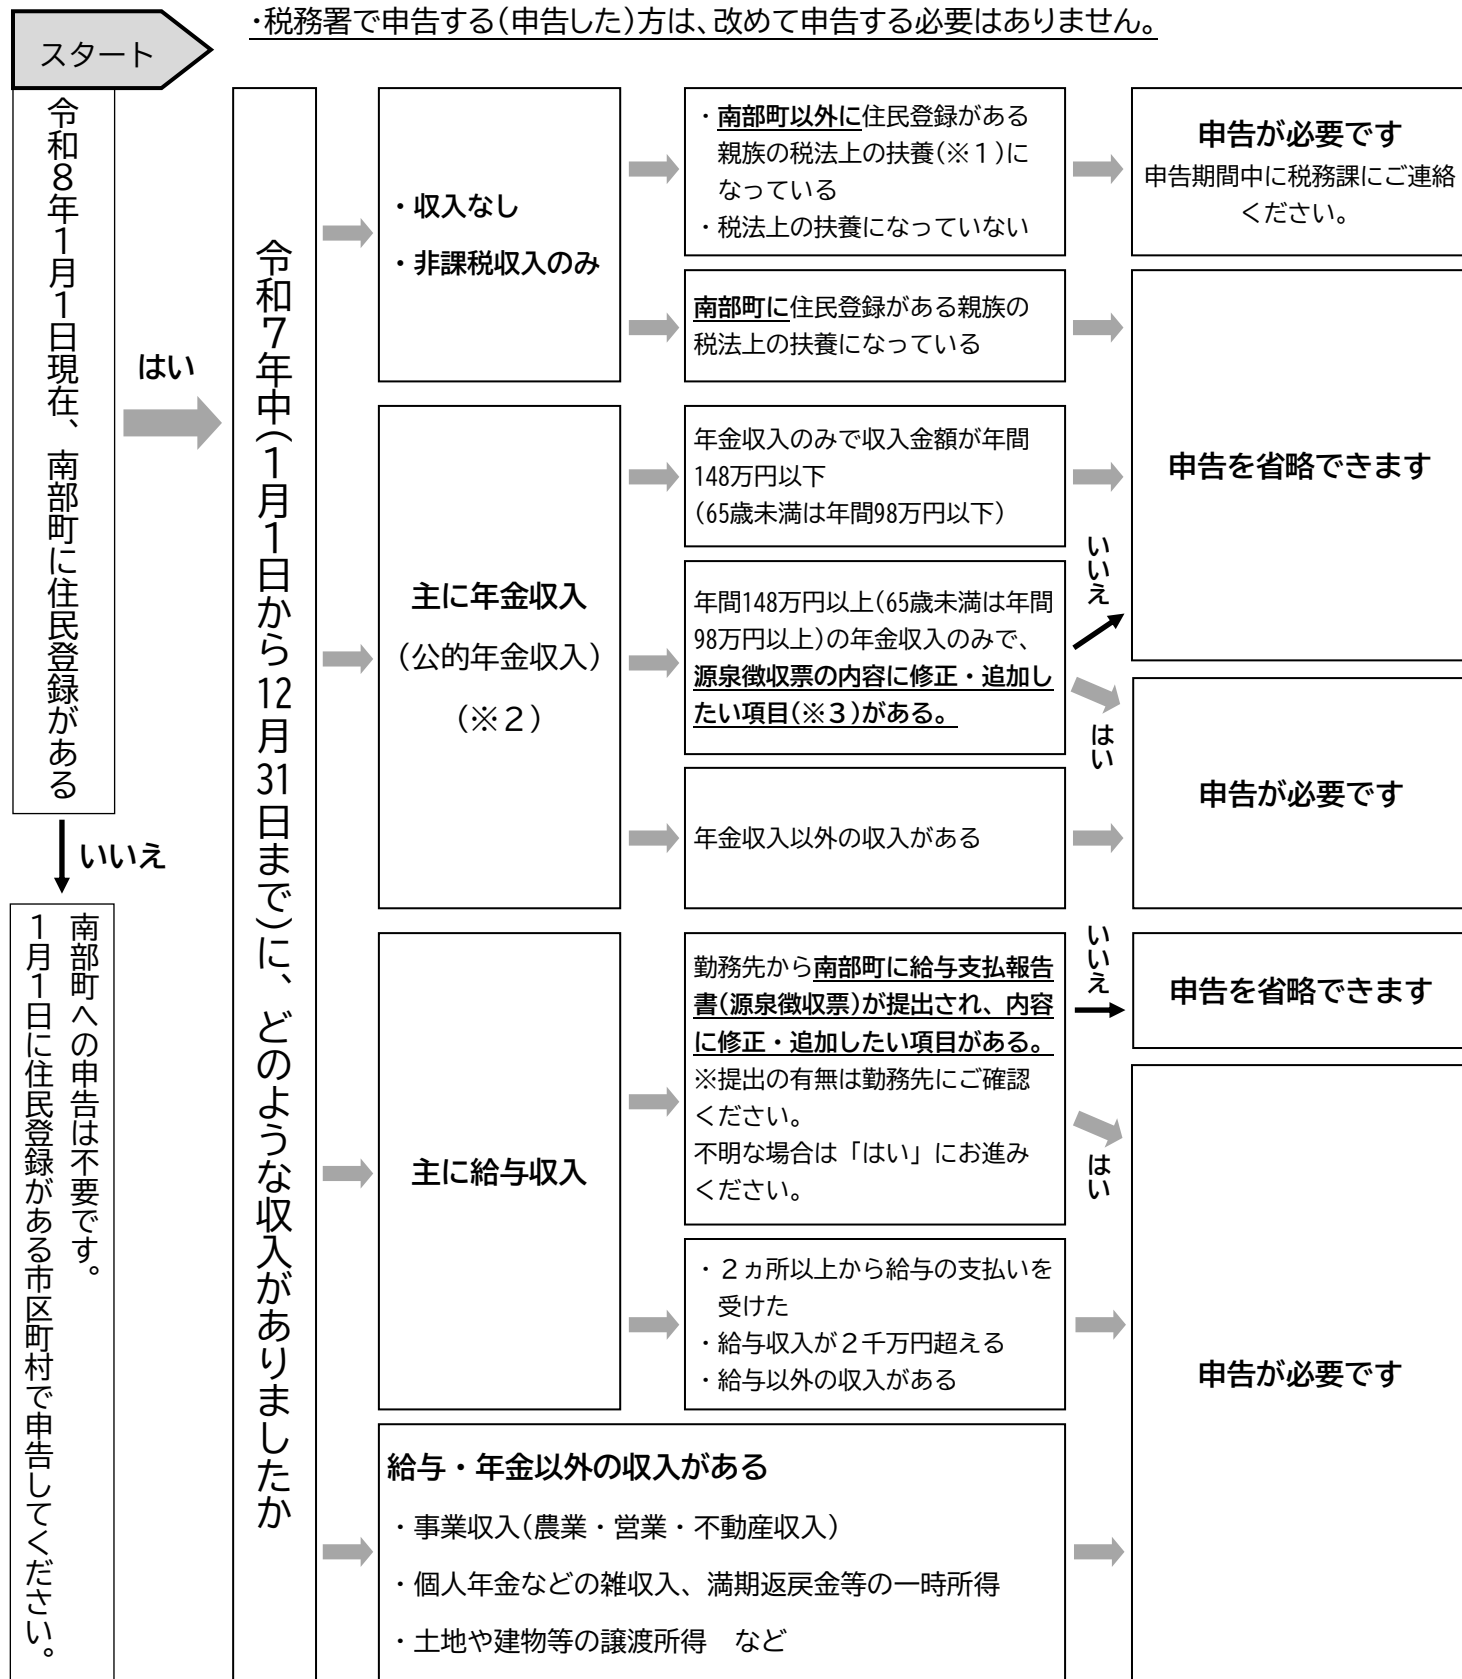 ・税務署で申告する(申告した)方は、改めて申告する必要はありません。
スタート
令和8年1月1日現在、南部町に住民登録がある
はい
いいえ
南部町への申告は不要です。
1月1日に住民登録がある市区町村で申告してください。
令和7年中(1月1日から12月31日まで)に、どのような収入がありましたか
・収入なし
・非課税収入のみ
・南部町以外に住民登録がある
親族の税法上の扶養(※1)に
なっている
・税法上の扶養になっていない
申告が必要です
申告期間中に税務課にご連絡
ください。
南部町に住民登録がある親族の
税法上の扶養になっている
申告を省略できます
主に年金収入
(公的年金収入)
(※2)
年金収入のみで収入金額が年間
148万円以下
(65歳未満は年間98万円以下)
年間148万円以上(65歳未満は年間
98万円以上)の年金収入のみで、
源泉徴収票の内容に修正・追加し
たい項目(※3)がある。
いいえ
はい
年金収入以外の収入がある
申告が必要です
主に給与収入
勤務先から南部町に給与支払報告
書(源泉徴収票)が提出され、内容
に修正・追加したい項目がある。
※提出の有無は勤務先にご確認
ください。
不明な場合は「はい」にお進み
ください。
いいえ
申告を省略できます
はい
・2ヵ所以上から給与の支払いを
受けた
・給与収入が2千万円超える
・給与以外の収入がある
申告が必要です
給与・年金以外の収入がある
・事業収入(農業・営業・不動産収入)
・個人年金などの雑収入、満期返戻金等の一時所得
・土地や建物等の譲渡所得 など